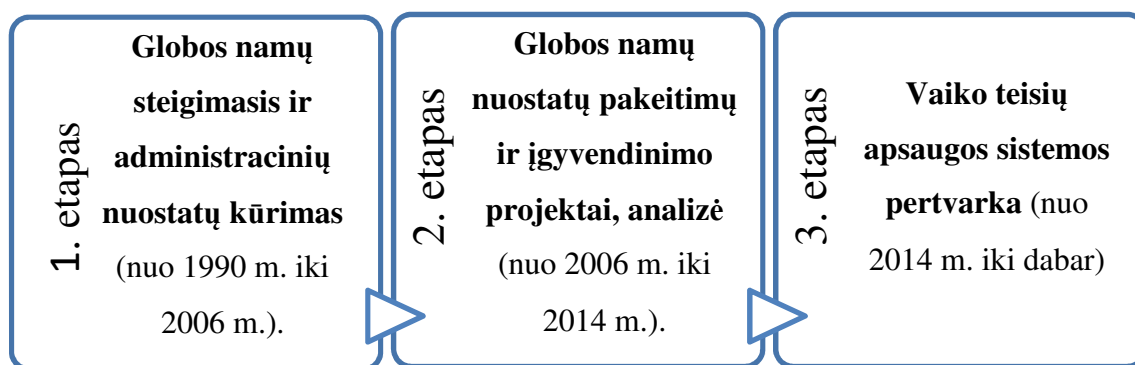 1. etapas
Globos namų
steigimasis ir
administracinių
nuostatų kūrimas
(nuo 1990 m. iki
2006 m.).
2. etapas
Globos namų
nuostatų pakeitimų
ir įgyvendinimo
projektai, analizė
(nuo 2006 m. iki
2014 m.).
3. etapas
Vaiko teisių
apsaugos sistemos
pertvarka (nuo
2014 m. iki dabar)